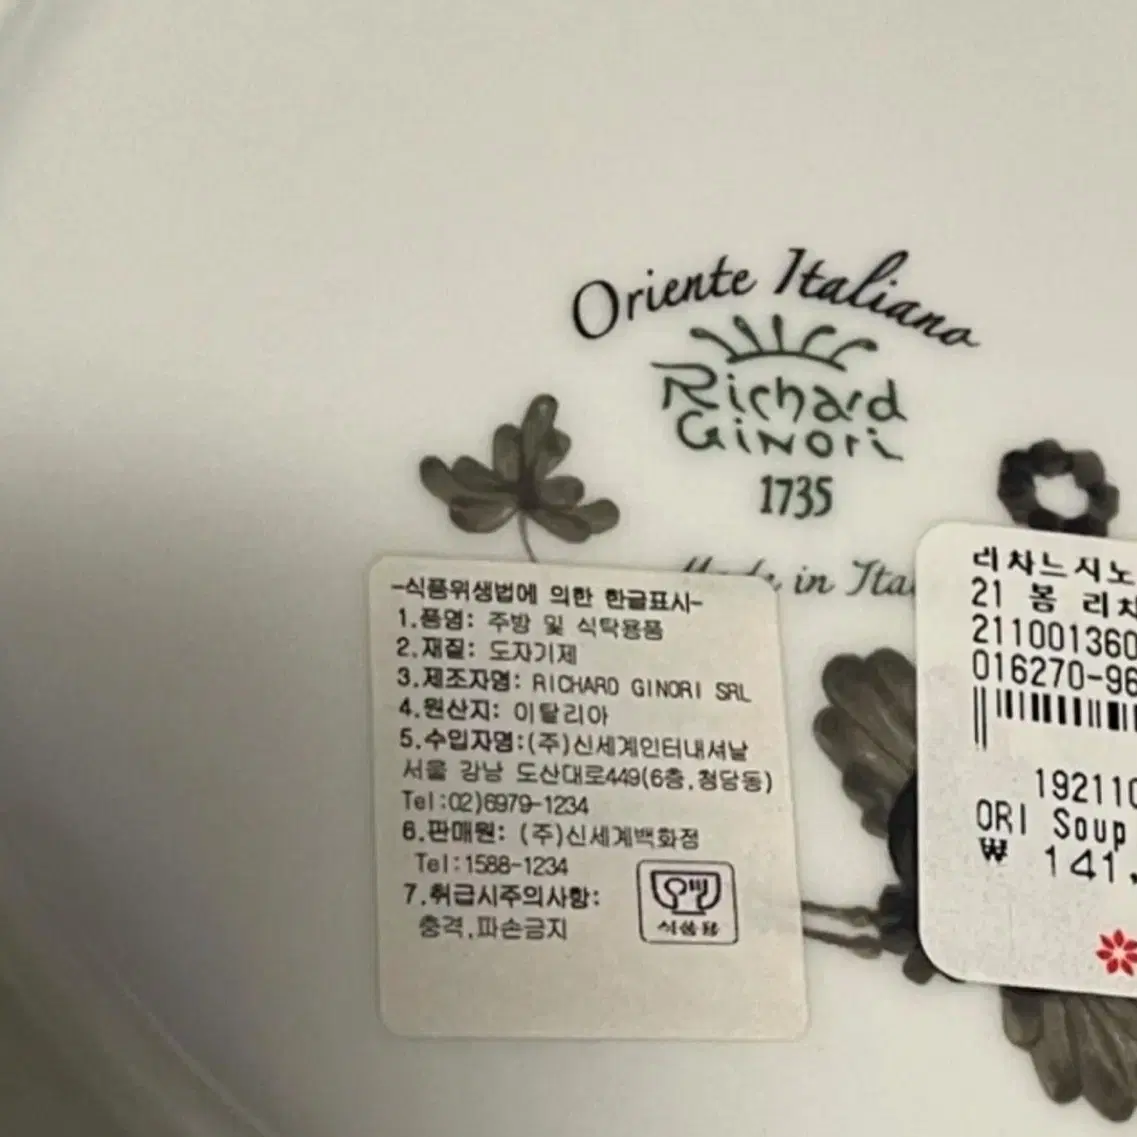 Oriente Italiano
Richard
GiNori
1735
Made in Ita
-식품위생법에 의한 한글표시-
1.품명: 주방 및 식탁용품
2.재질: 도자기제
3.제조자명: RICHARD GINORI SRL
4.원산지: 이탈리아
5.수입자명:(주)신세계인터내셔날
서울 강남 도산대로449(6층,청담동)
Tel:02)6979-1234
6.판매원: (주)신세계백화점
Tel:1588-1234
7.취급시주의사항:
충격,파손금지
식품용
리차드지노
21 봄 리차
211001360
016270-96
192110
ORI Soup
₩ 141,